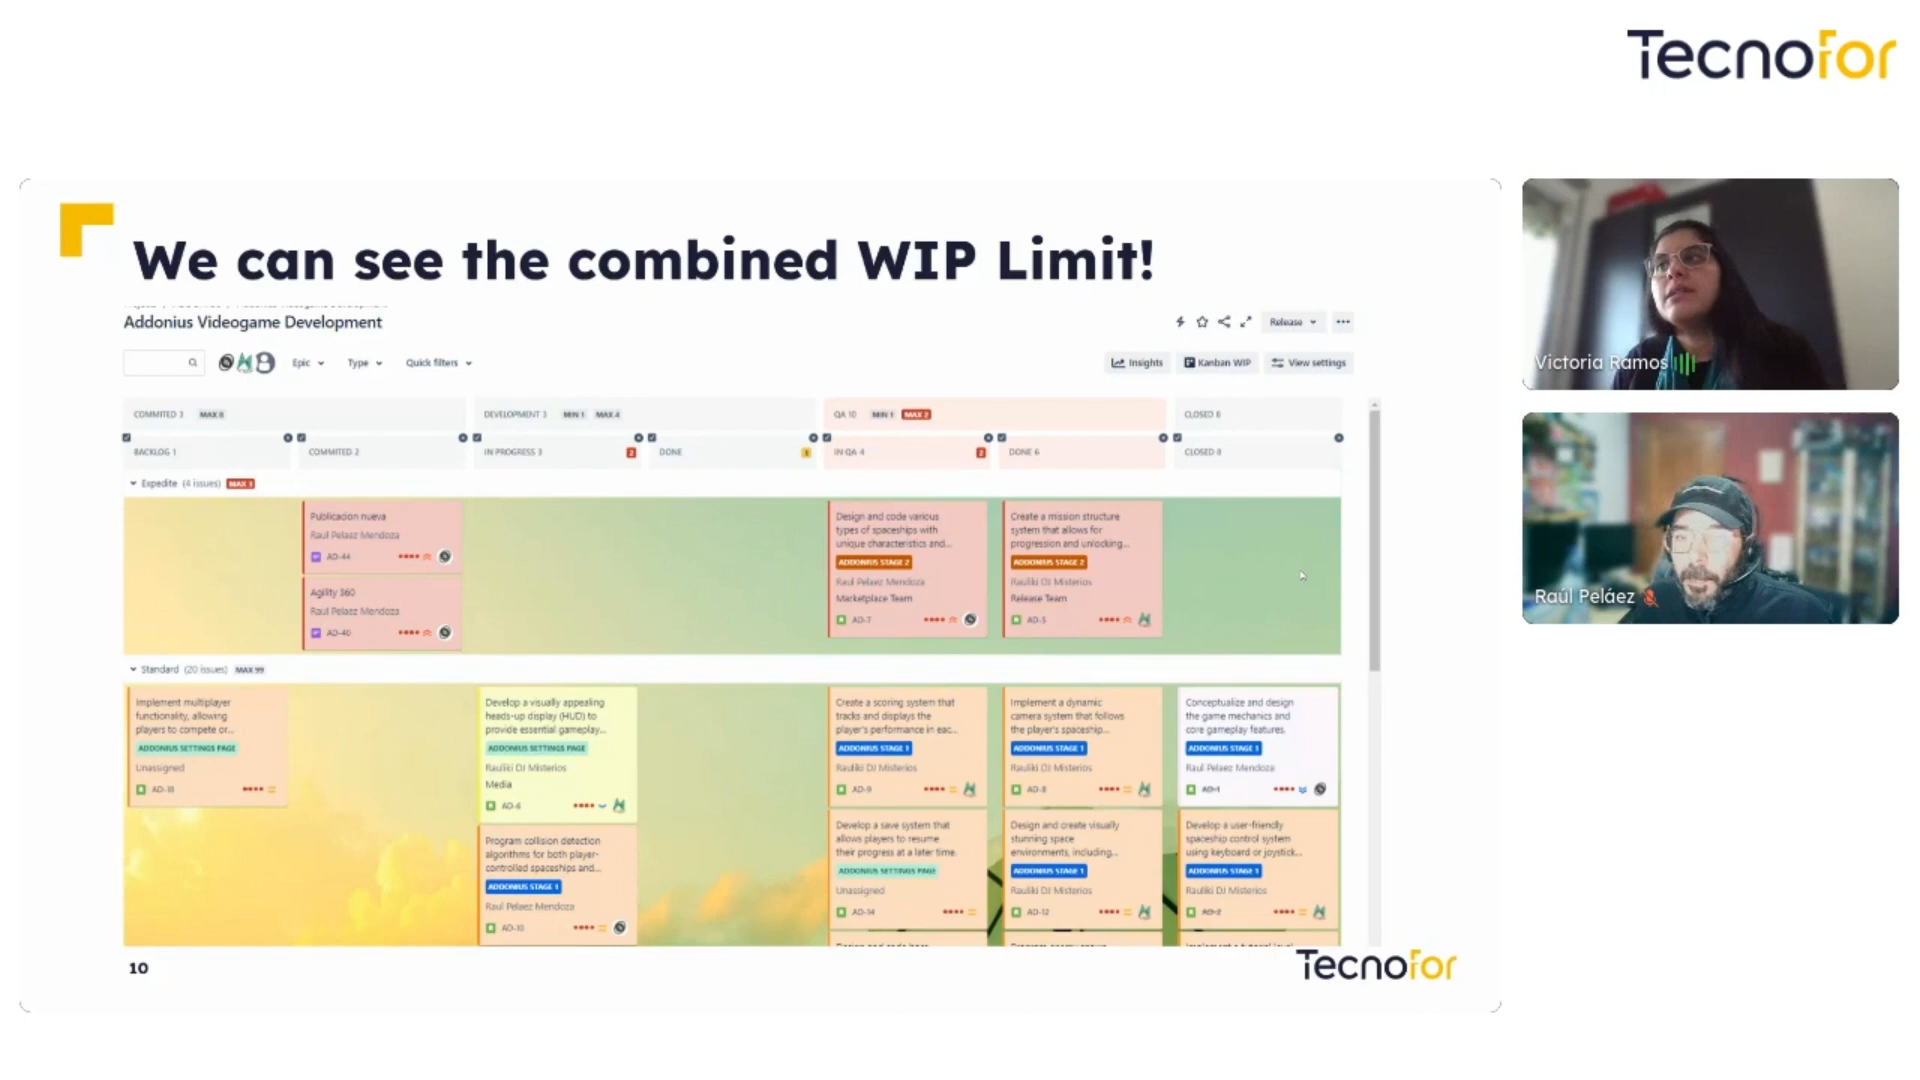 Tecnofor
We can see the combined WIP Limit!
Addonius Videogame Development
Release
Epic
Type
Quick filters
Insights
Kanban WIP
View settings
COMMITED 3 MAX 8
DEVELOPMENT 3 MIN 1 MAX 4
QA 10 MIN 1 MAX 2
CLOSED 8
BACKLOG 1
COMMITED 2
IN PROGRESS 3 2
DONE
IN QA 4 2
DONE 6
CLOSED 8
Expedite (4 issues) MAX 3
Publicacion nueva
Raul Pelaez Mendoza
AD-44
Agility 360
Raul Pelaez Mendoza
AD-40
Design and code various
types of spaceships with
unique characteristics and...
ADDONIUS STAGE 2
Raul Pelaez Mendoza
Marketplace Team
AD-7
Create a mission structure
system that allows for
progression and unlocking...
ADDONIUS STAGE 2
Rauliki DJ Misterios
Release Team
AD-5
Standard (20 issues) MAX 99
Implement multiplayer
functionality, allowing
players to compete or...
ADDONIUS SETTINGS PAGE
Unassigned
Develop a visually appealing
heads-up display (HUD) to
provide essential gameplay...
ADDONIUS SETTINGS PAGE
Rauliki DJ Misterios
Media
AD-6
Program collision detection
algorithms for both player-
controlled spaceships and...
ADDONIUS STAGE 1
Raul Pelaez Mendoza
AD-10
Create a scoring system that
tracks and displays the
player's performance in eac...
ADDONIUS STAGE 1
Rauliki DJ Misterios
AD-9
Develop a save system that
allows players to resume
their progress at a later time.
ADDONIUS SETTINGS PAGE
Unassigned
AD-14
Implement a dynamic
camera system that follows
the player's spaceship...
ADDONIUS STAGE 1
Rauliki DJ Misterios
AD-8
Design and create visually
stunning space
environments, including...
ADDONIUS STAGE 1
Rauliki DJ Misterios
AD-12
Conceptualize and design
the game mechanics and
core gameplay features.
ADDONIUS STAGE 1
Raul Pelaez Mendoza
AD-1
Develop a user-friendly
spaceship control system
using keyboard or joystick...
ADDONIUS STAGE 1
Rauliki DJ Misterios
AD-2
10
Tecnofor
Victoria Ramos
Raúl Peláez